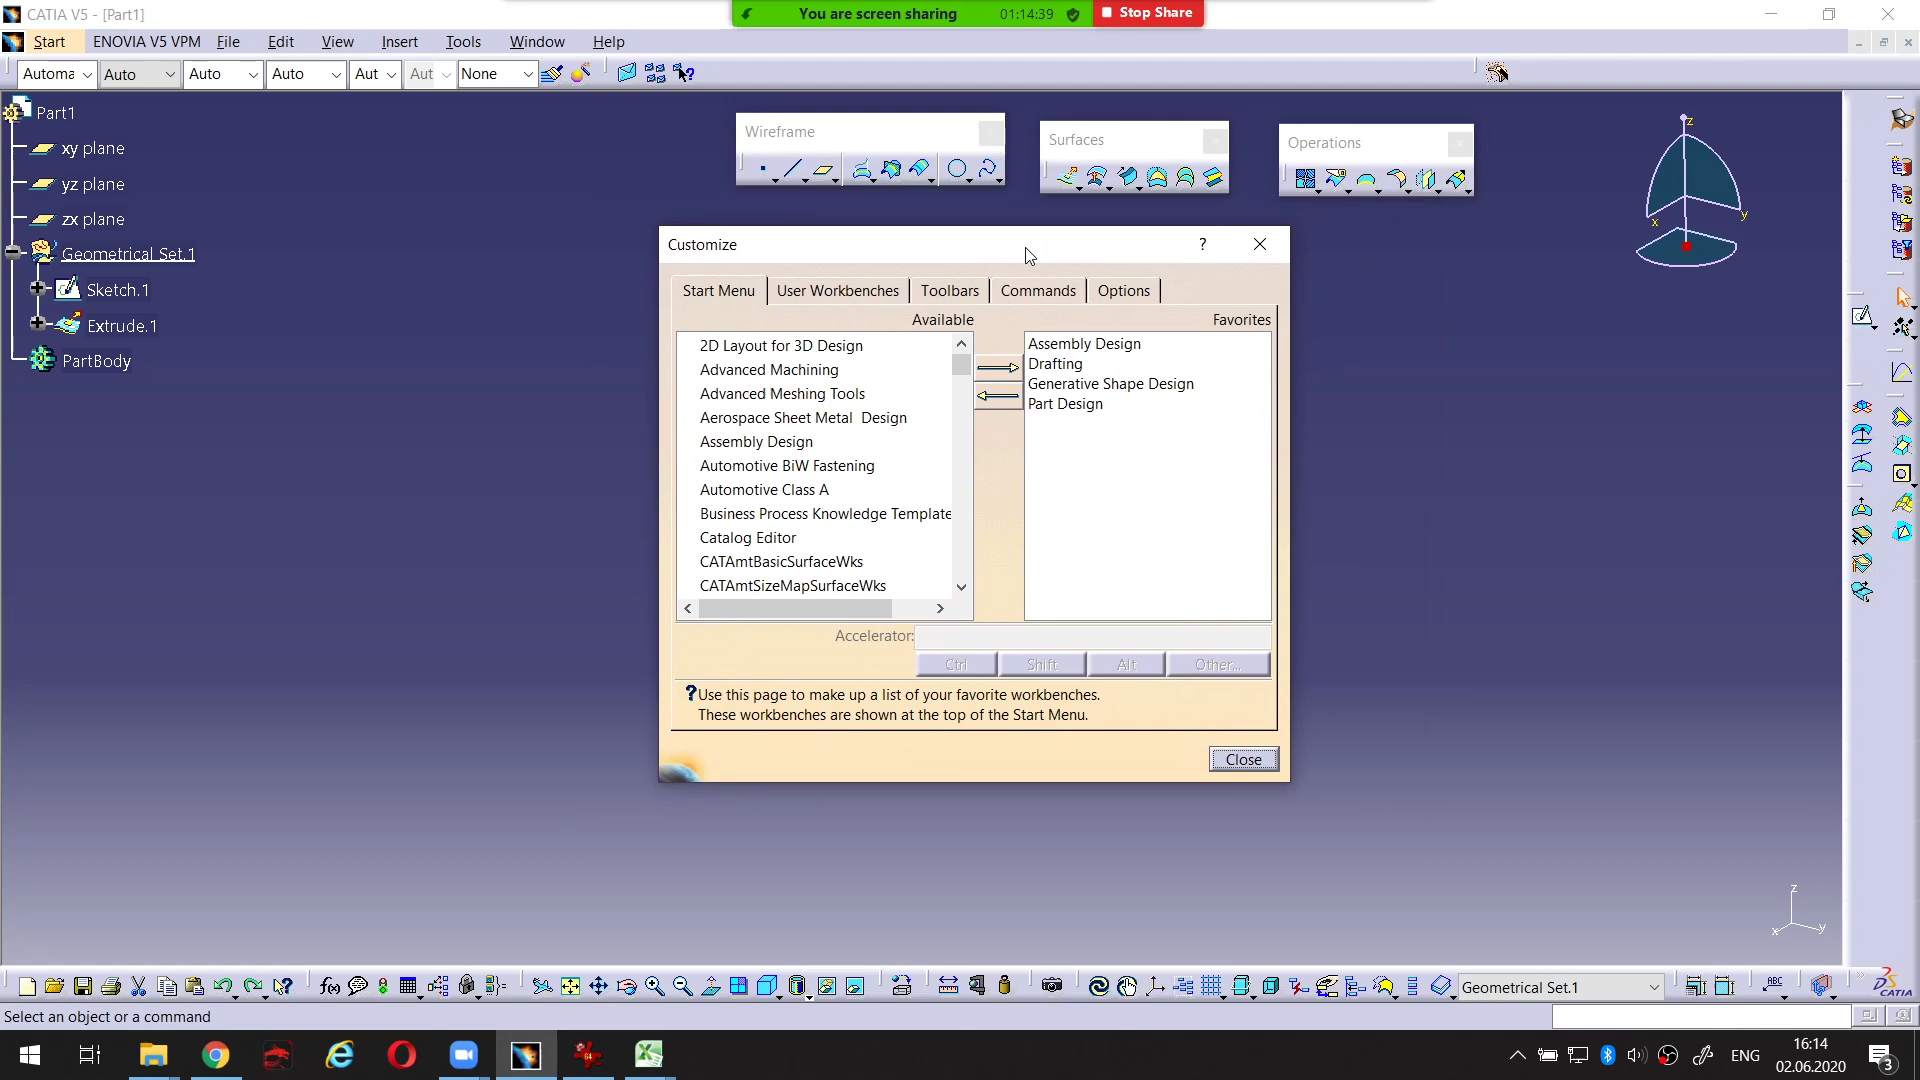 CATIA V5 - [Part1]
You are screen sharing
01:14:39
Stop Share
Start
ENOVIA V5 VPM
File
Edit
View
Insert
Tools
Window
Help
Automa
Auto
Auto
Auto
Aut
Aut
None
Part1
xy plane
yz plane
zx plane
Geometrical Set.1
Sketch.1
Extrude.1
PartBody
Wireframe
Surfaces
Operations
z
x
y
Customize
?
Start Menu
User Workbenches
Toolbars
Commands
Options
Available
Favorites
2D Layout for 3D Design
Advanced Machining
Advanced Meshing Tools
Aerospace Sheet Metal Design
Assembly Design
Automotive BiW Fastening
Automotive Class A
Business Process Knowledge Template
Catalog Editor
CATAmtBasicSurfaceWks
CATAmtSizeMapSurfaceWks
Assembly Design
Drafting
Generative Shape Design
Part Design
Accelerator:
Ctrl
Shift
Alt
Other...
?Use this page to make up a list of your favorite workbenches.
These workbenches are shown at the top of the Start Menu.
Close
z
x
y
f(x)
Geometrical Set.1
ABC
CATIA
Select an object or a command
64
ENG
16:14
02.06.2020
3